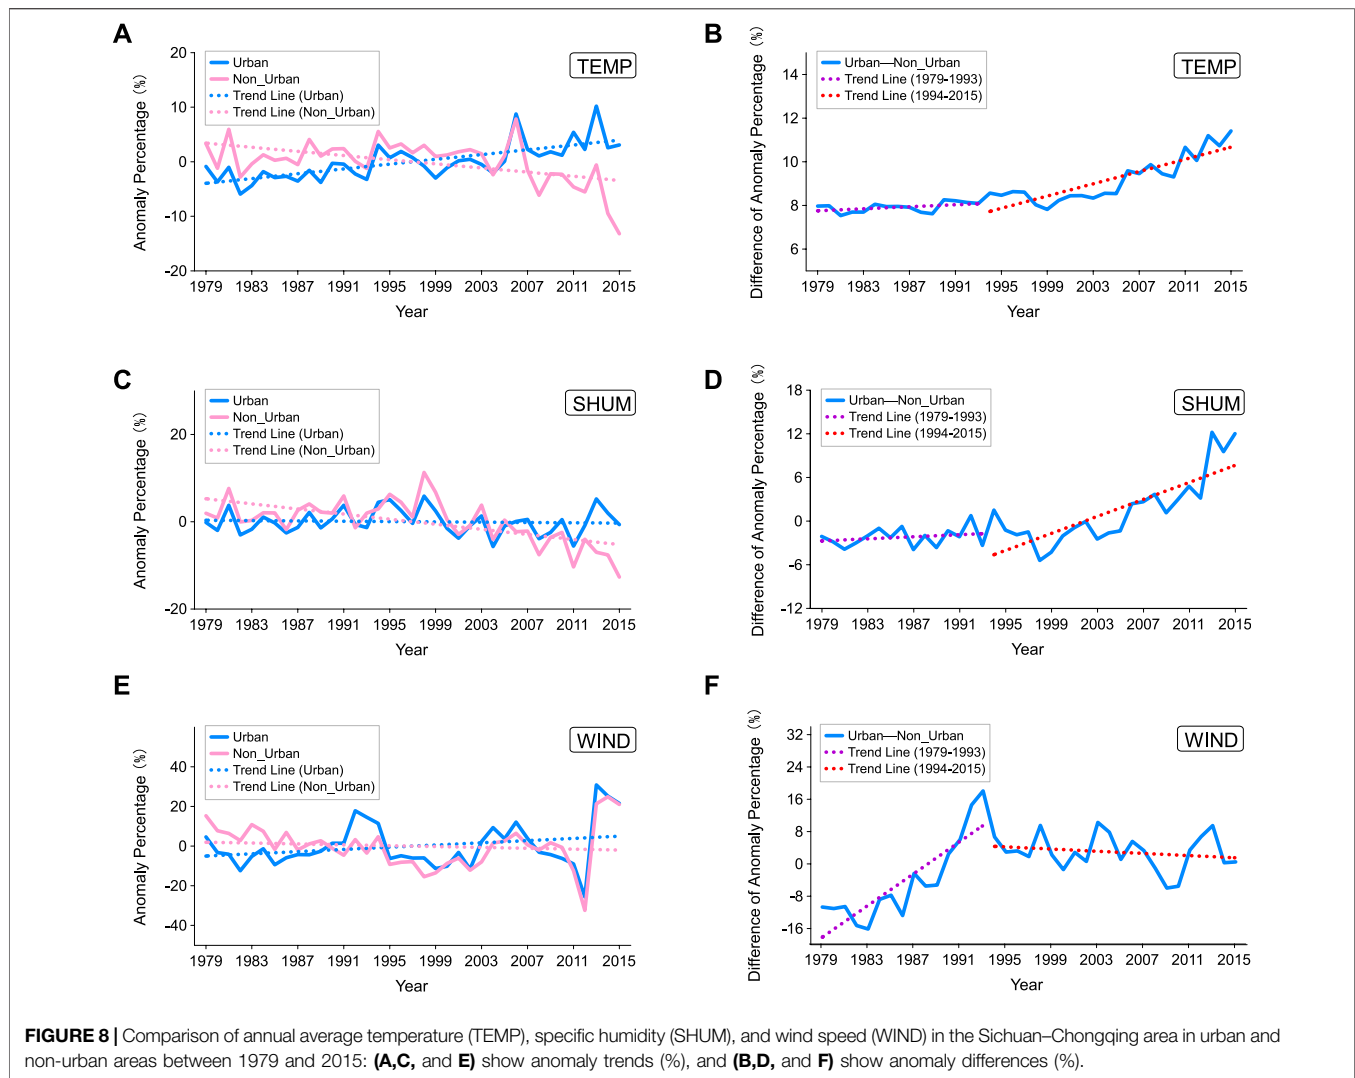 A
Anomaly Percentage (%)
20
10
0
-10
-20
Urban
Non_Urban
Trend Line (Urban)
Trend Line (Non_Urban)
TEMP
1979 1983 1987 1991 1995 1999 2003 2007 2011 2015
Year
B
Difference of Anomaly Percentage (%)
14
12
10
8
6
Urban—Non_Urban
Trend Line (1979-1993)
Trend Line (1994-2015)
TEMP
1979 1983 1987 1991 1995 1999 2003 2007 2011 2015
Year
C
Anomaly Percentage (%)
20
0
-20
Urban
Non_Urban
Trend Line (Urban)
Trend Line (Non_Urban)
SHUM
1979 1983 1987 1991 1995 1999 2003 2007 2011 2015
Year
D
Difference of Anomaly Percentage (%)
18
12
6
0
-6
-12
Urban—Non_Urban
Trend Line (1979-1993)
Trend Line (1994-2015)
SHUM
1979 1983 1987 1991 1995 1999 2003 2007 2011 2015
Year
E
Anomaly Percentage (%)
40
20
0
-20
-40
Urban
Non_Urban
Trend Line (Urban)
Trend Line (Non_Urban)
WIND
1979 1983 1987 1991 1995 1999 2003 2007 2011 2015
Year
F
Difference of Anomaly Percentage (%)
32
24
16
8
0
-8
-16
Urban—Non_Urban
Trend Line (1979-1993)
Trend Line (1994-2015)
WIND
1979 1983 1987 1991 1995 1999 2003 2007 2011 2015
Year
FIGURE 8 | Comparison of annual average temperature (TEMP), specific humidity (SHUM), and wind speed (WIND) in the Sichuan–Chongqing area in urban and
non-urban areas between 1979 and 2015: (A,C, and E) show anomaly trends (%), and (B,D, and F) show anomaly differences (%).